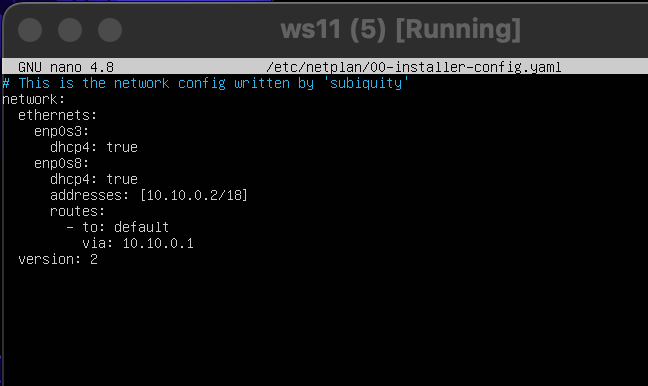 ws11 (5) [Running]
GNU nano 4.8 /etc/netplan/00-installer-config.yaml
# This is the network config written by 'subiquity'
network:
  ethernets:
    enp0s3:
      dhcp4: true
    enp0s8:
      dhcp4: true
      addresses: [10.10.0.2/18]
      routes:
        - to: default
          via: 10.10.0.1
  version: 2